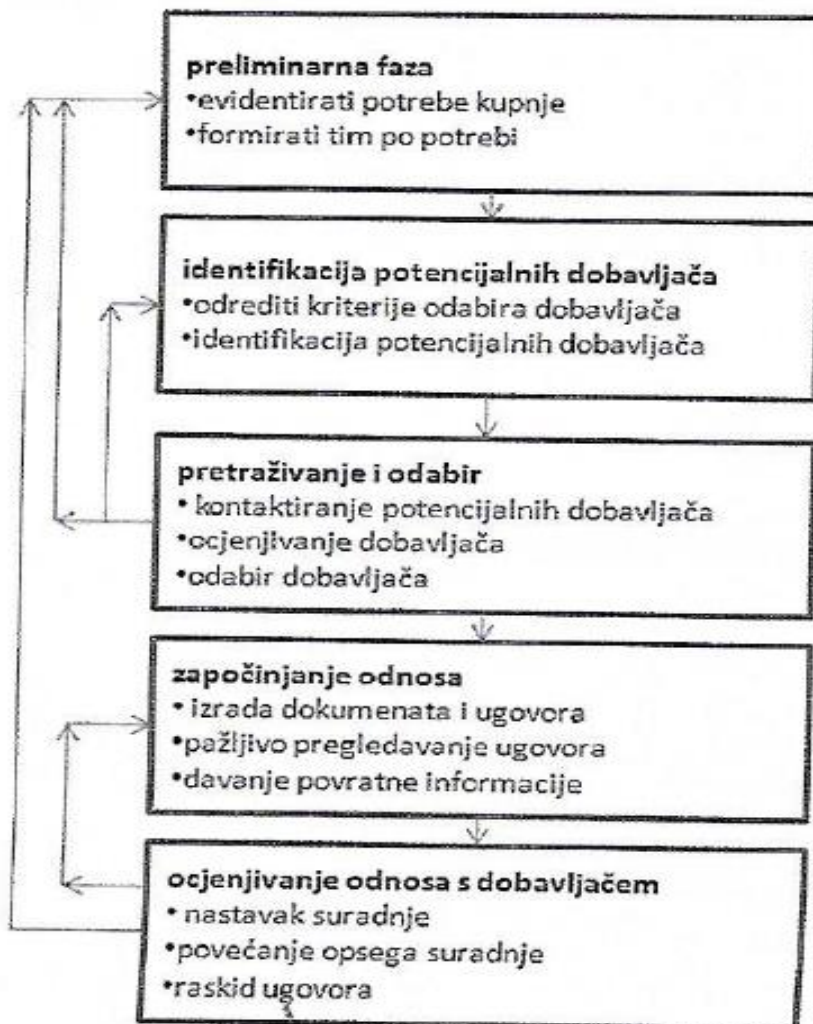 preliminarna faza
•evidentirati potrebe kupnje
•formirati tim po potrebi
identifikacija potencijalnih dobavljača
•odrediti kriterije odabira dobavljača
•identifikacija potencijalnih dobavljača
pretraživanje i odabir
• kontaktiranje potencijalnih dobavljača
•ocjenjivanje dobavljača
•odabir dobavljača
započinjanje odnosa
• izrada dokumenata i ugovora
•pažljivo pregledavanje ugovora
•davanje povratne informacije
ocjenjivanje odnosa s dobavljačem
• nastavak suradnje
•povećanje opsega suradnje
•raskid ugovora